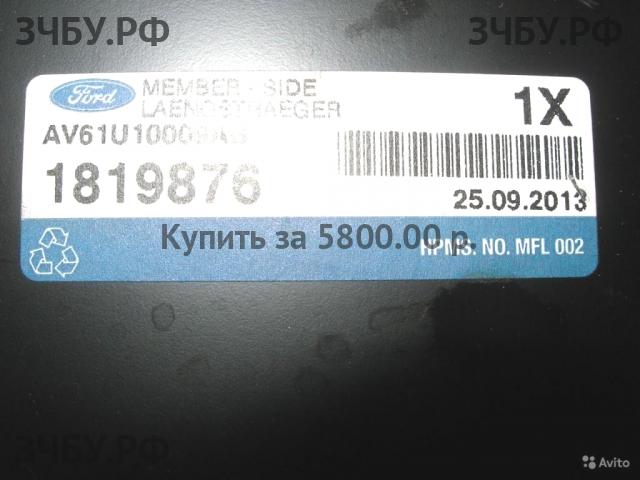 ЗЧБУ.РФ
ЗЧБУ.РФ
Ford
MEMBER - SIDE
LAENGSTRAEGER
1X
1819876
25.09.2013
Купить за 5800.00 р.
HPMS. NO. MFL 002
ЗЧБУ.РФ
ЗЧБУ.РФ
Avito